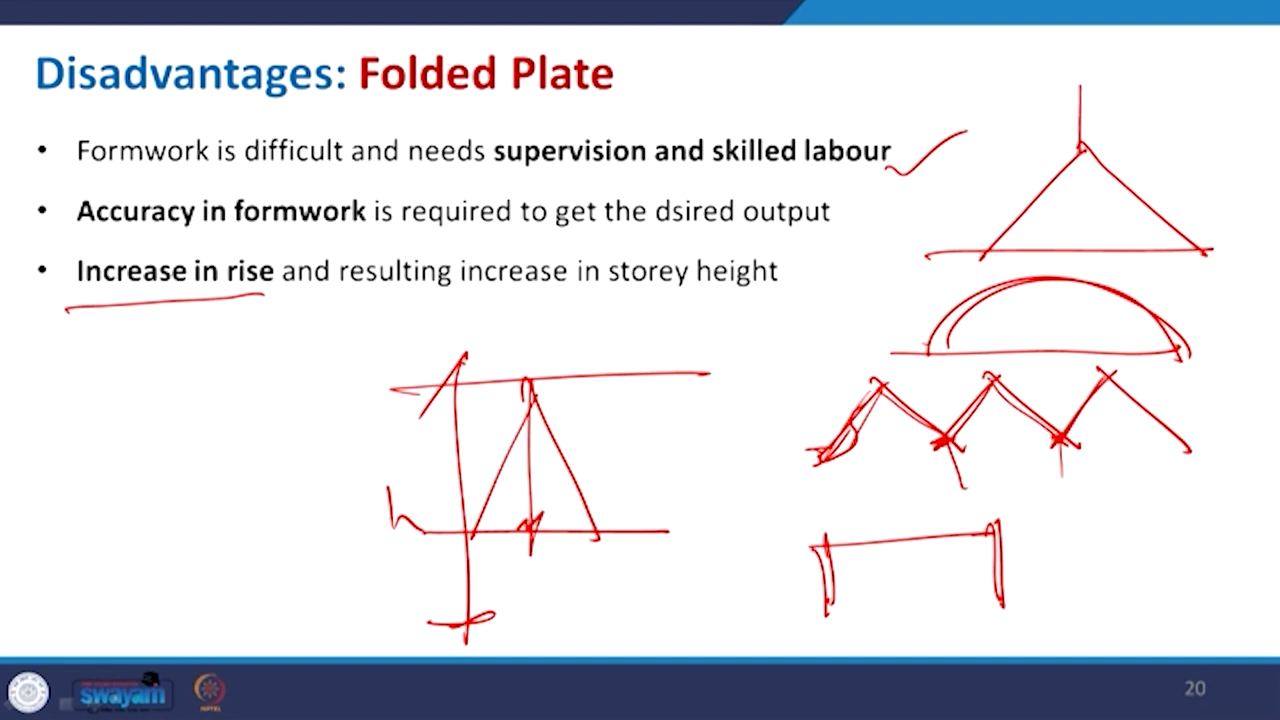 Disadvantages: Folded Plate
• Formwork is difficult and needs supervision and skilled labour
• Accuracy in formwork is required to get the dsired output
• Increase in rise and resulting increase in storey height
h
swayam
20